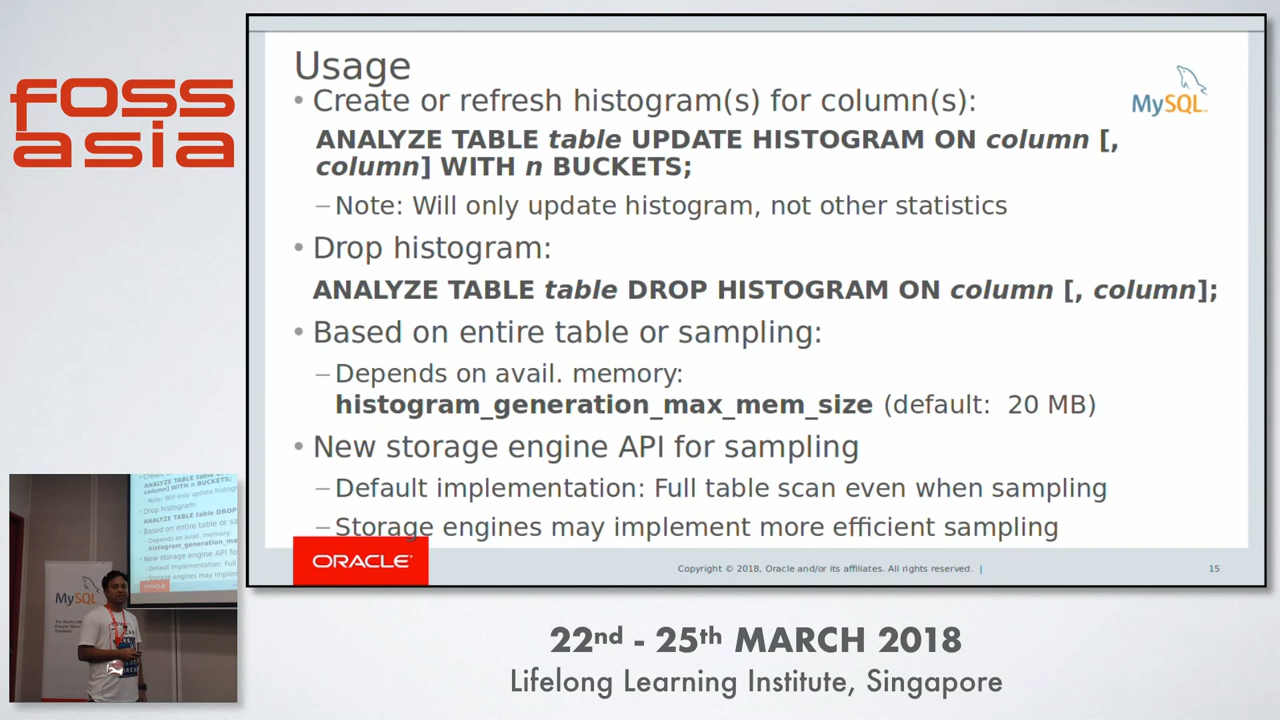 foss
asia
Usage
MySQL
• Create or refresh histogram(s) for column(s):
ANALYZE TABLE table UPDATE HISTOGRAM ON column [,
column] WITH n BUCKETS;
– Note: Will only update histogram, not other statistics
• Drop histogram:
ANALYZE TABLE table DROP HISTOGRAM ON column [, column];
• Based on entire table or sampling:
– Depends on avail. memory:
histogram_generation_max_mem_size (default: 20 MB)
• New storage engine API for sampling
– Default implementation: Full table scan even when sampling
– Storage engines may implement more efficient sampling
ORACLE
Copyright © 2018, Oracle and/or its affiliates. All rights reserved. |
15
MySQL
22nd - 25th MARCH 2018
Lifelong Learning Institute, Singapore